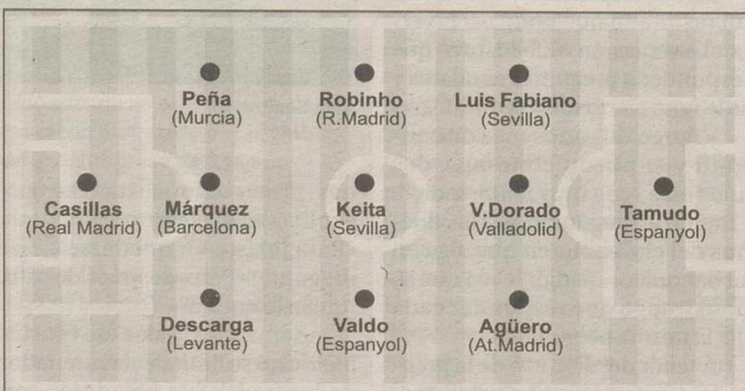 Peña
(Murcia)
Robinho
(R.Madrid)
Luis Fabiano
(Sevilla)
Casillas
(Real Madrid)
Márquez
(Barcelona)
Keita
(Sevilla)
V.Dorado
(Valladolid)
Tamudo
(Espanyol)
Descarga
(Levante)
Valdo
(Espanyol)
Agüero
(At.Madrid)